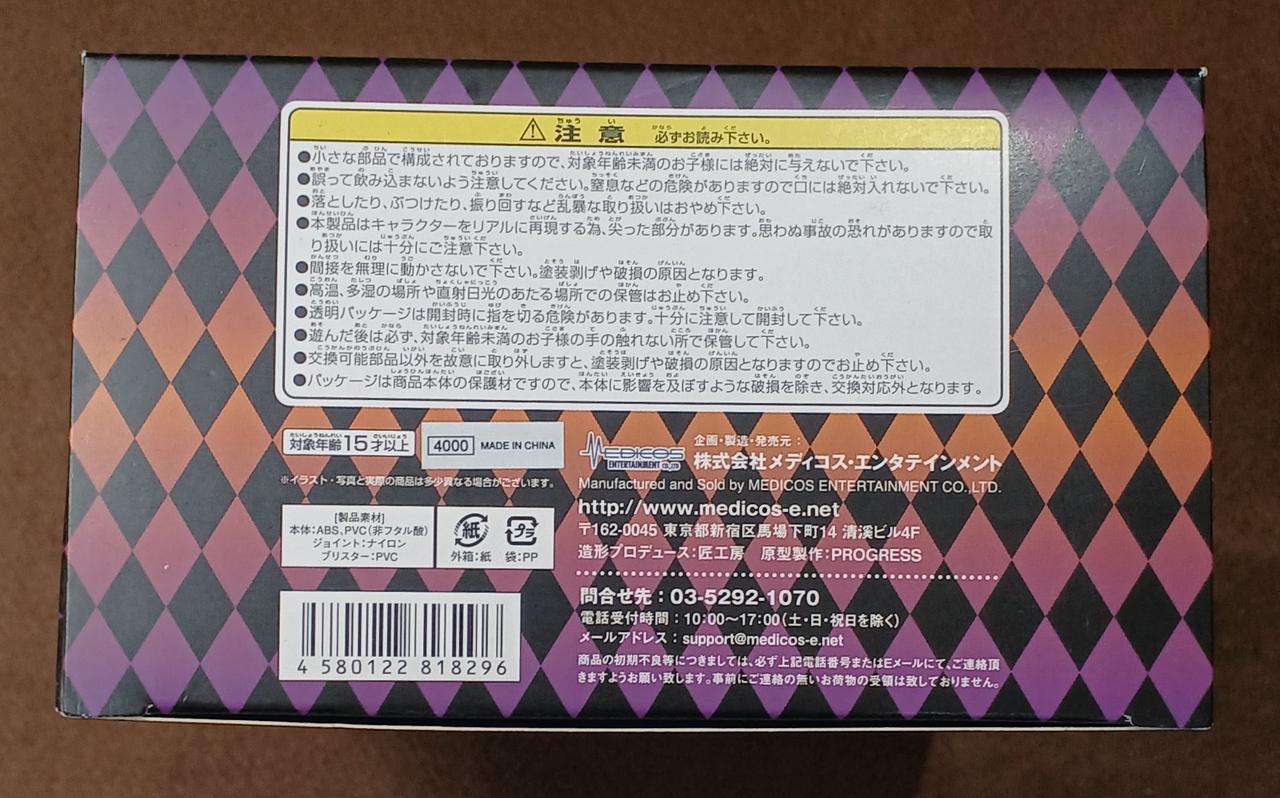 ⚠注意 必ずお読み下さい。
●小さな部品で構成されておりますので、対象年齢未満のお子様には絶対に与えないで下さい。
●誤って飲み込まないよう注意してください。窒息などの危険がありますので口には絶対入れないで下さい。
●落としたり、ぶつけたり、振り回すなど乱暴な取り扱いはおやめ下さい。
●本製品はキャラクターをリアルに再現する為、尖った部分があります。思わぬ事故の恐れがありますので取
り扱いには十分にご注意下さい。
●間接を無理に動かさないで下さい。塗装剥げや破損の原因となります。
●高温、多湿の場所や直射日光のあたる場所での保管はお止め下さい。
●透明パッケージは開封時に指を切る危険があります。十分に注意して開封して下さい。
●遊んだ後は必ず、対象年齢未満のお子様の手の触れない所で保管して下さい。
●交換可能部品以外を故意に取り外しますと、塗装剥げや破損の原因となりますのでお止め下さい。
●パッケージは商品本体の保護材ですので、本体に影響を及ぼすような破損を除き、交換対応外となります。
対象年齢15才以上
4000 MADE IN CHINA
※イラスト・写真と実際の商品は多少異なる場合がございます。
[製品素材]
本体:ABS、PVC(非フタル酸)
ジョイント:ナイロン
ブリスター:PVC
紙 プラ
外箱:紙 袋:PP
4 580122 818296
MEDICOS
ENTERTAINMENT CO.,LTD
企画・製造・発売元:
株式会社メディコス・エンタテインメント
Manufactured and Sold by MEDICOS ENTERTAINMENT CO.,LTD.
http://www.medicos-e.net
〒162-0045 東京都新宿区馬場下町14 清溪ビル4F
造形プロデュース:匠工房 原型製作:PROGRESS
問合せ先:03-5292-1070
電話受付時間:10:00〜17:00(土・日・祝日を除く)
メールアドレス:support@medicos-e.net
商品の初期不良等につきましては、必ず上記電話番号またはEメールにて、ご連絡頂
きますようお願い致します。事前にご連絡の無いお荷物の受領は致しておりません。